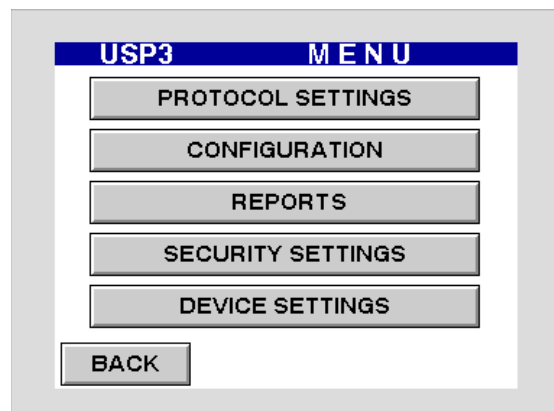 USP3 MENU
PROTOCOL SETTINGS
CONFIGURATION
REPORTS
SECURITY SETTINGS
DEVICE SETTINGS
BACK